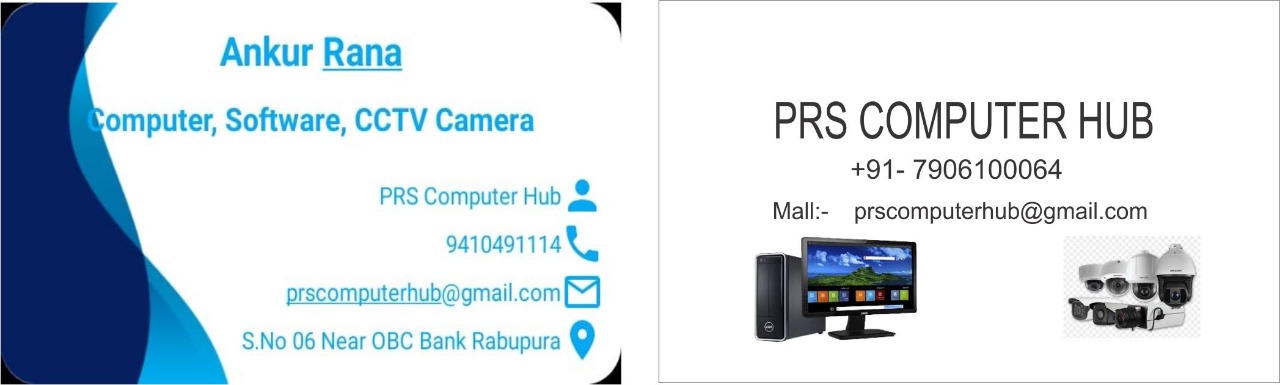 Ankur Rana
Computer, Software, CCTV Camera
PRS Computer Hub
9410491114
prscomputerhub@gmail.com
S.No 06 Near OBC Bank Rabupura
PRS COMPUTER HUB
+91- 7906100064
Mall:- prscomputerhub@gmail.com